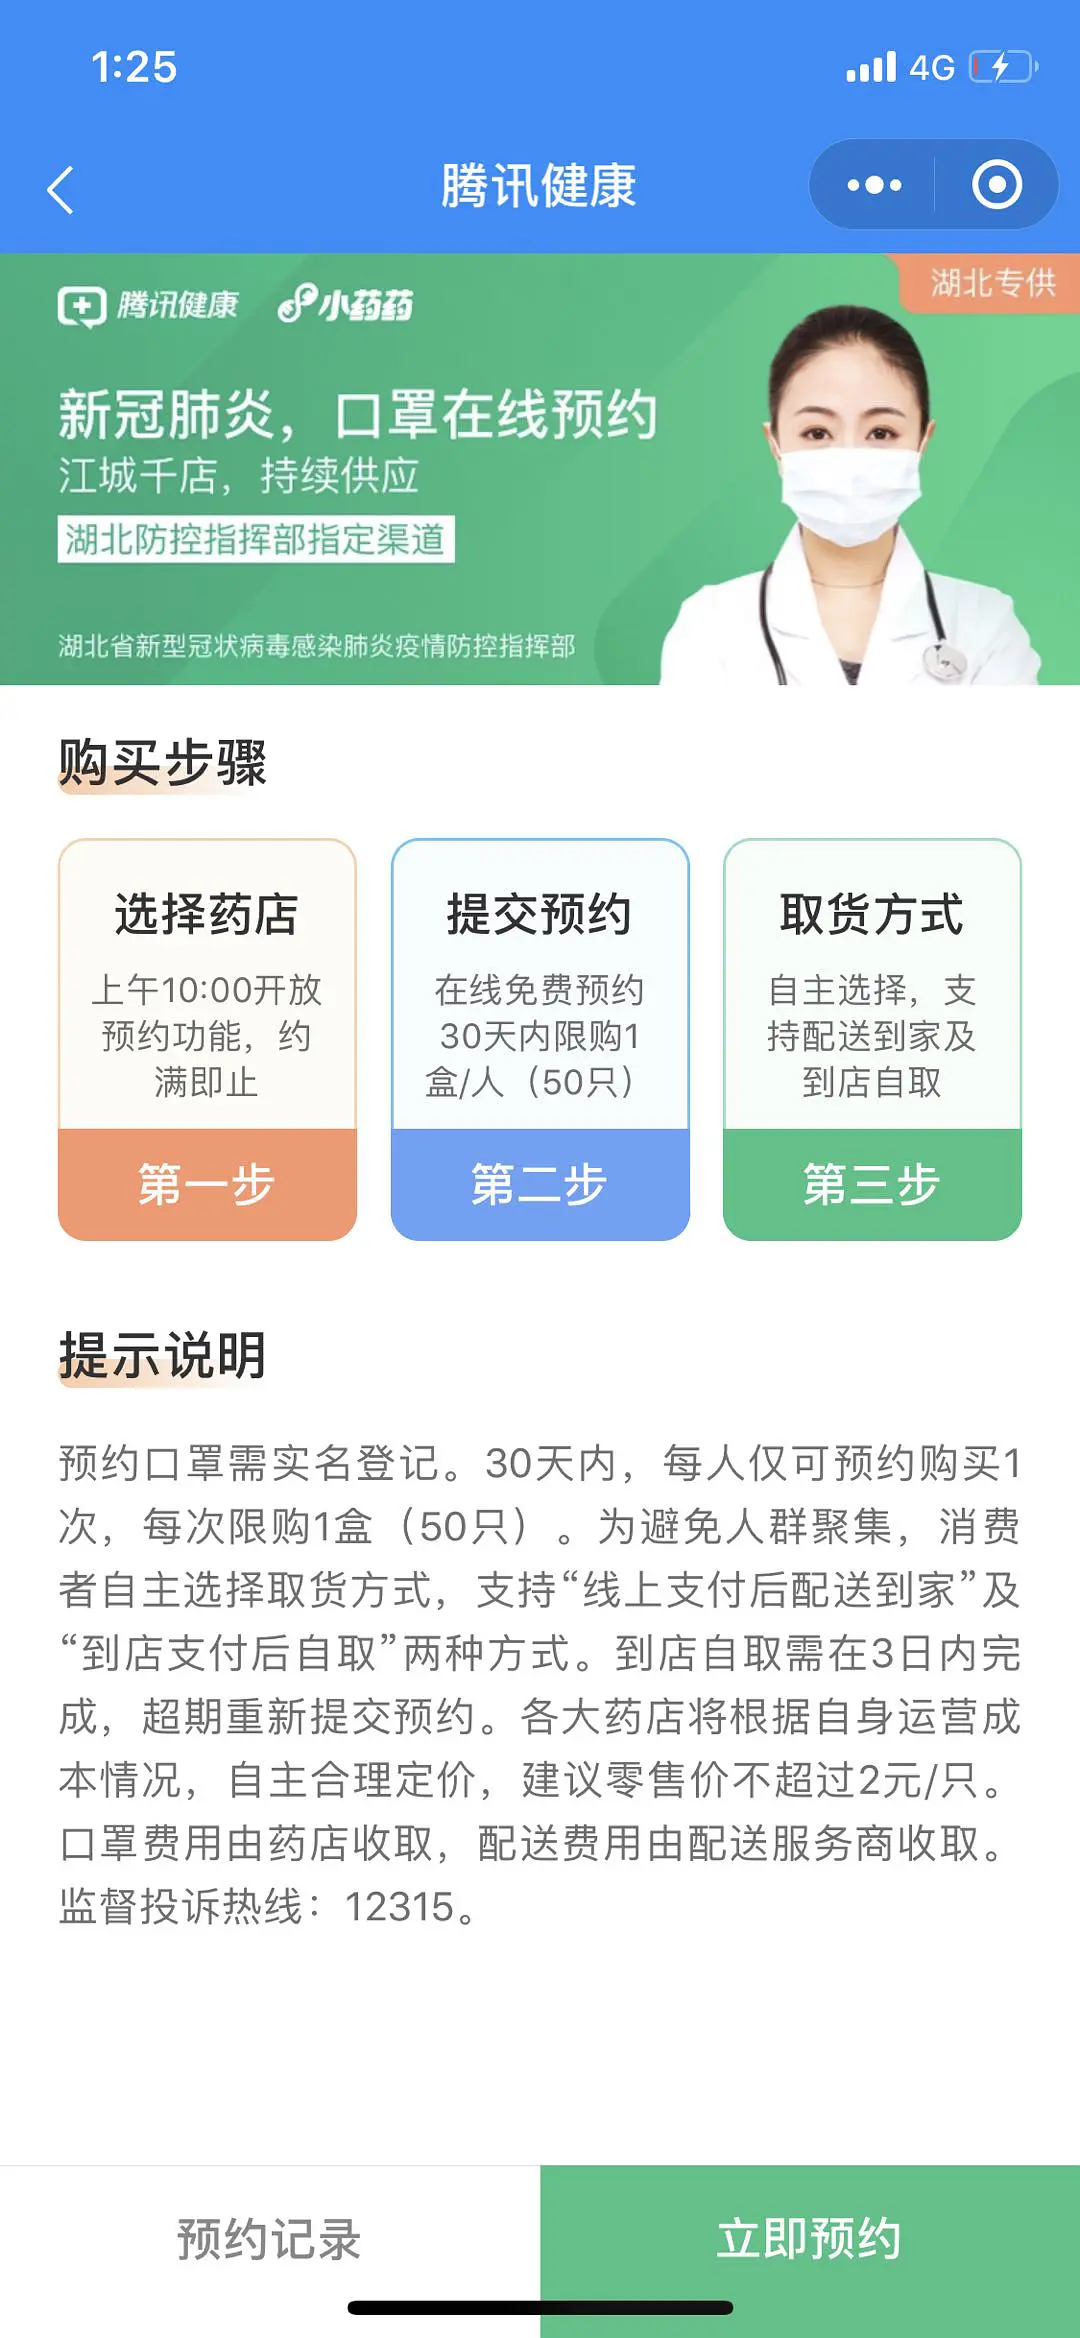 1:25
4G
腾讯健康
腾讯健康 小药药
湖北专供
新冠肺炎，口罩在线预约
江城千店，持续供应
湖北防控指挥部指定渠道
湖北省新型冠状病毒感染肺炎疫情防控指挥部
购买步骤
选择药店
上午10:00开放
预约功能，约
满即止
第一步
提交预约
在线免费预约
30天内限购1
盒/人（50只）
第二步
取货方式
自主选择，支
持配送到家及
到店自取
第三步
提示说明
预约口罩需实名登记。30天内，每人仅可预约购买1
次，每次限购1盒（50只）。为避免人群聚集，消费
者自主选择取货方式，支持“线上支付后配送到家”及
“到店支付后自取”两种方式。到店自取需在3日内完
成，超期重新提交预约。各大药店将根据自身运营成
本情况，自主合理定价，建议零售价不超过2元/只。
口罩费用由药店收取，配送费用由配送服务商收取。
监督投诉热线：12315。
预约记录
立即预约